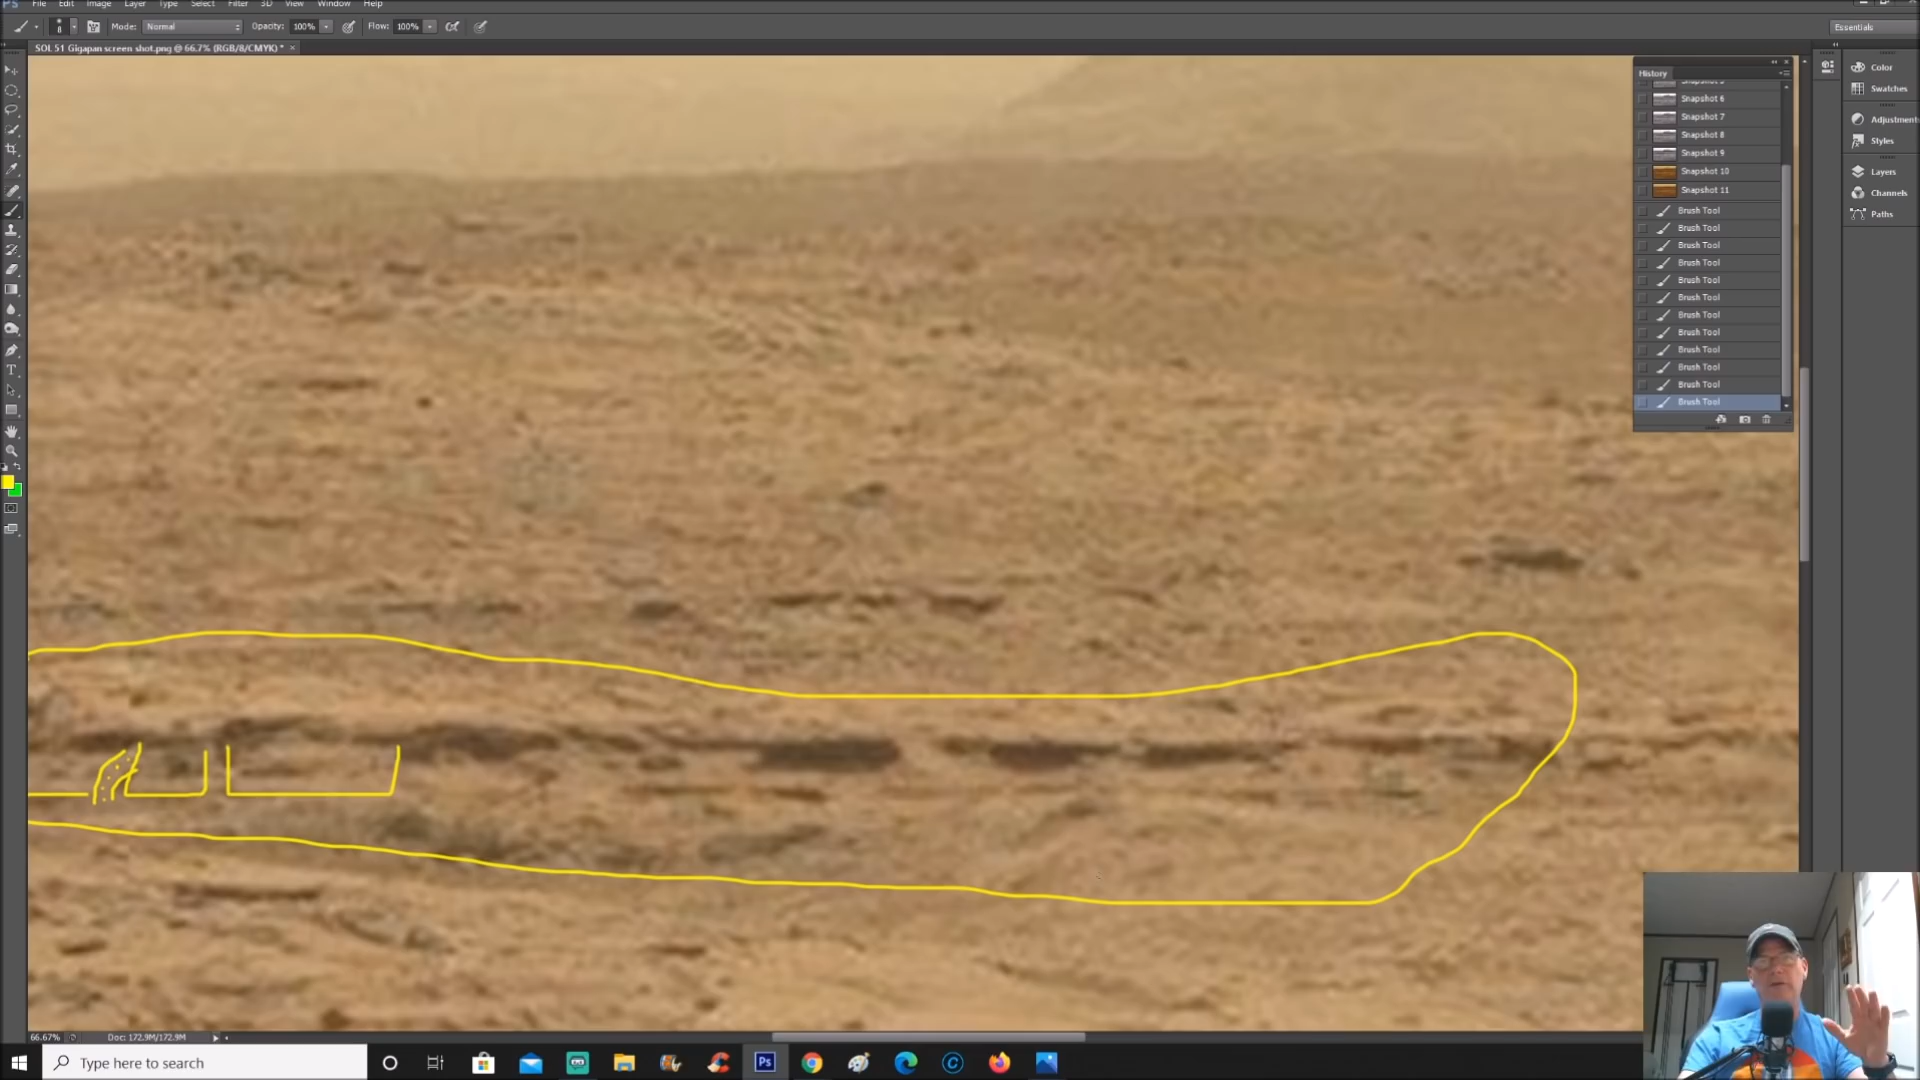 Ps File Edit Image Layer Type Select Filter 3D View Window Help
8 Mode: Normal Opacity: 100% Flow: 100% Essentials
SOL 51 Gigapan screen shot.png @ 66.7% (RGB/8/CMYK) * ×
History
Snapshot 6
Snapshot 7
Snapshot 8
Snapshot 9
Snapshot 10
Snapshot 11
Brush Tool
Brush Tool
Brush Tool
Brush Tool
Brush Tool
Brush Tool
Brush Tool
Brush Tool
Brush Tool
Brush Tool
Brush Tool
Brush Tool
Color
Swatches
Adjustment
Styles
Layers
Channels
Paths
T
66.67% Doc: 172.9M/172.9M
Type here to search
Ps